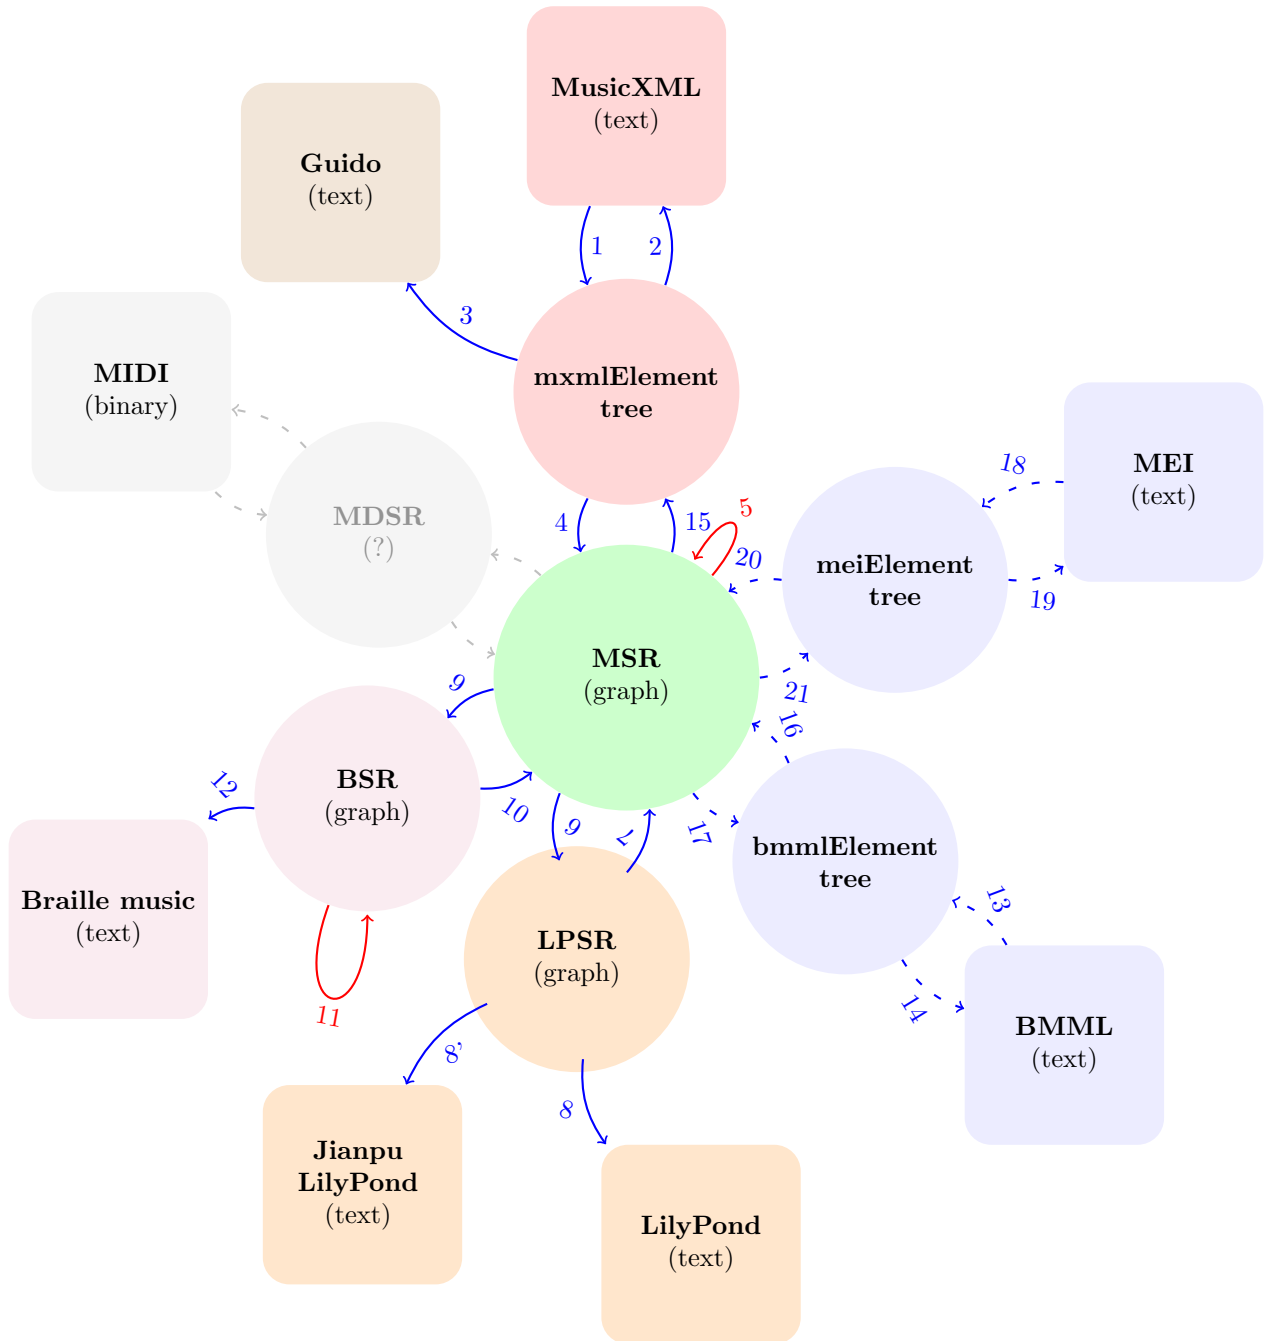 MusicXML
(text)
Guido
(text)
1
2
3
MIDI
(binary)
mxmlElement
tree
MEI
(text)
18
19
MDSR
(?)
4
15
5
20
meiElement
tree
MSR
(graph)
21
16
9
BSR
(graph)
12
10
6
7
17
bmmlElement
tree
Braille music
(text)
11
LPSR
(graph)
13
14
BMML
(text)
8'
8
Jianpu
LilyPond
(text)
LilyPond
(text)